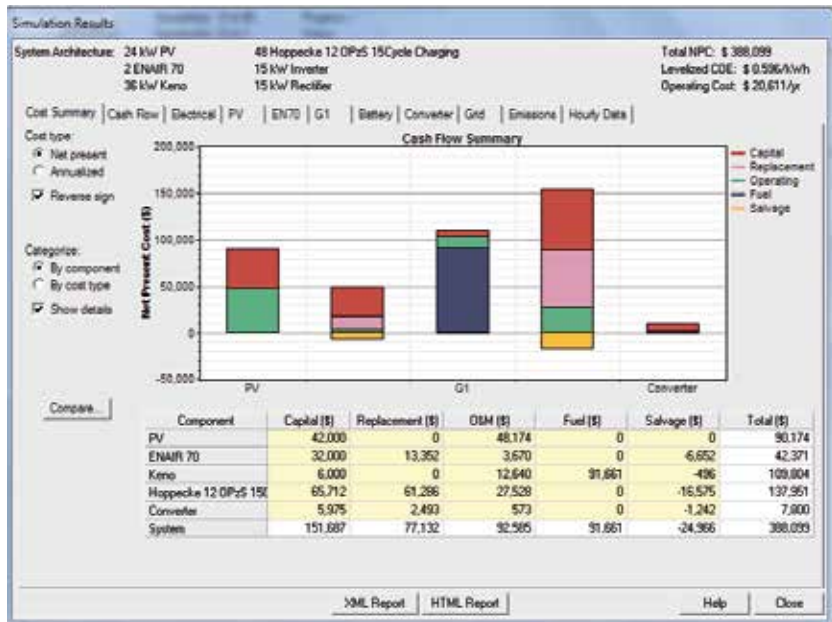 Simulation Results
System Architecture: 24 kW PV 48 Hoppecke 12 OPzS 15Cycle Charging Total NPC: $ 388,099
2 ENAIR 70 15 kW Inverter Levelized COE: $ 0.596/kWh
36 kW Keno 15 kW Rectifier Operating Cost: $ 20,611/yr
Cost Summary Cash Flow Electrical PV EN70 G1 Battery Converter Grid Emissions Hourly Data
Cost type:
Net present
Annualized
Reverse sign
Categorize:
By component
By cost type
Show details
Compare...
Cash Flow Summary
Net Present Cost ($)
200,000
150,000
100,000
50,000
0
-50,000
PV G1 Converter
Capital
Replacement
Operating
Fuel
Salvage
Component Capital ($) Replacement ($) O&M ($) Fuel ($) Salvage ($) Total ($)
PV 42,000 0 48,174 0 0 90,174
ENAIR 70 32,000 13,352 3,670 0 -6,652 42,371
Keno 6,000 0 12,640 91,661 -496 109,804
Hoppecke 12 OPzS 150 65,712 61,286 27,528 0 -16,575 137,951
Converter 5,975 2,493 573 0 -1,242 7,800
System 151,687 77,132 92,585 91,661 -24,966 388,099
XML Report HTML Report Help Close